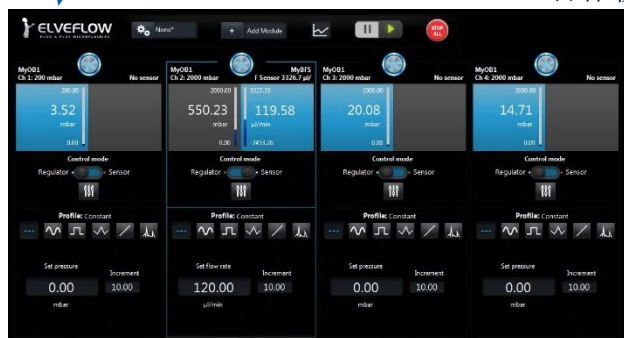 ELVEFLOW
PLUG & PLAY MICROFLUIDICS
None*
+ Add Module
STOP
ALL
MyOB1
Ch 1: 200 mbar No sensor
200.00
3.52
mbar
0.00
Control mode
Regulator Sensor
Profile: Constant
---
Set pressure
Increment
0.00 10.00
mbar
MyOB1 MyBFS
Ch 2: 2000 mbar F Sensor 3326.7 µl/
2000.00 3327.35
550.23 119.58
mbar µl/min
0.00 -2453.26
Control mode
Regulator Sensor
Profile: Constant
---
Set flow rate
Increment
120.00 10.00
µl/min
MyOB1
Ch 3: 2000 mbar No sensor
2000.00
20.08
mbar
0.00
Control mode
Regulator Sensor
Profile: Constant
---
Set pressure
Increment
0.00 10.00
mbar
MyOB1
Ch 4: 2000 mbar No sensor
2000.00
14.71
mbar
0.00
Control mode
Regulator Sensor
Profile: Constant
---
Set pressure
Increment
0.00 10.00
mbar